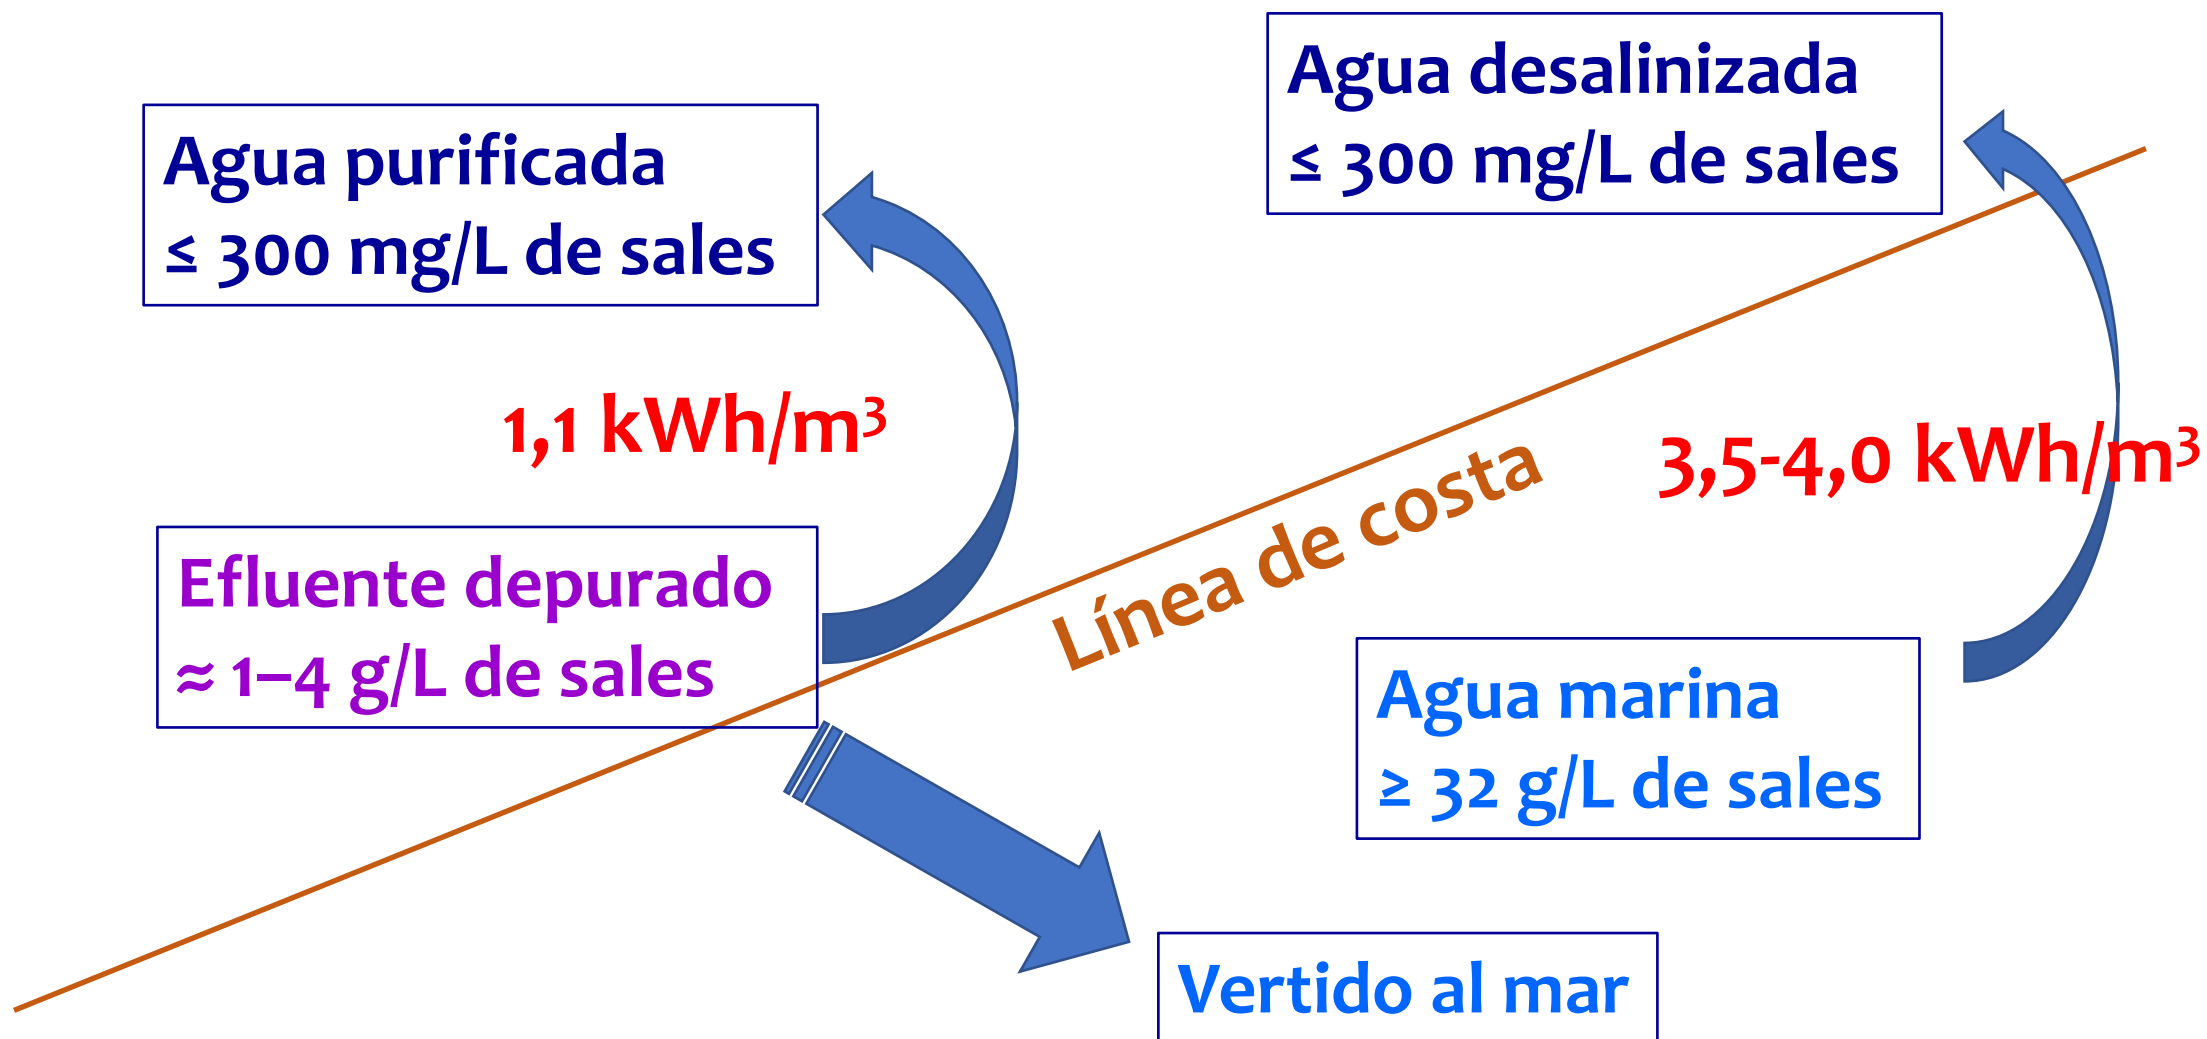 Agua desalinizada
≤ 300 mg/L de sales
Agua purificada
≤ 300 mg/L de sales
1,1 kWh/m³
3,5-4,0 kWh/m³
Línea de costa
Efluente depurado
≈ 1–4 g/L de sales
Agua marina
≥ 32 g/L de sales
Vertido al mar